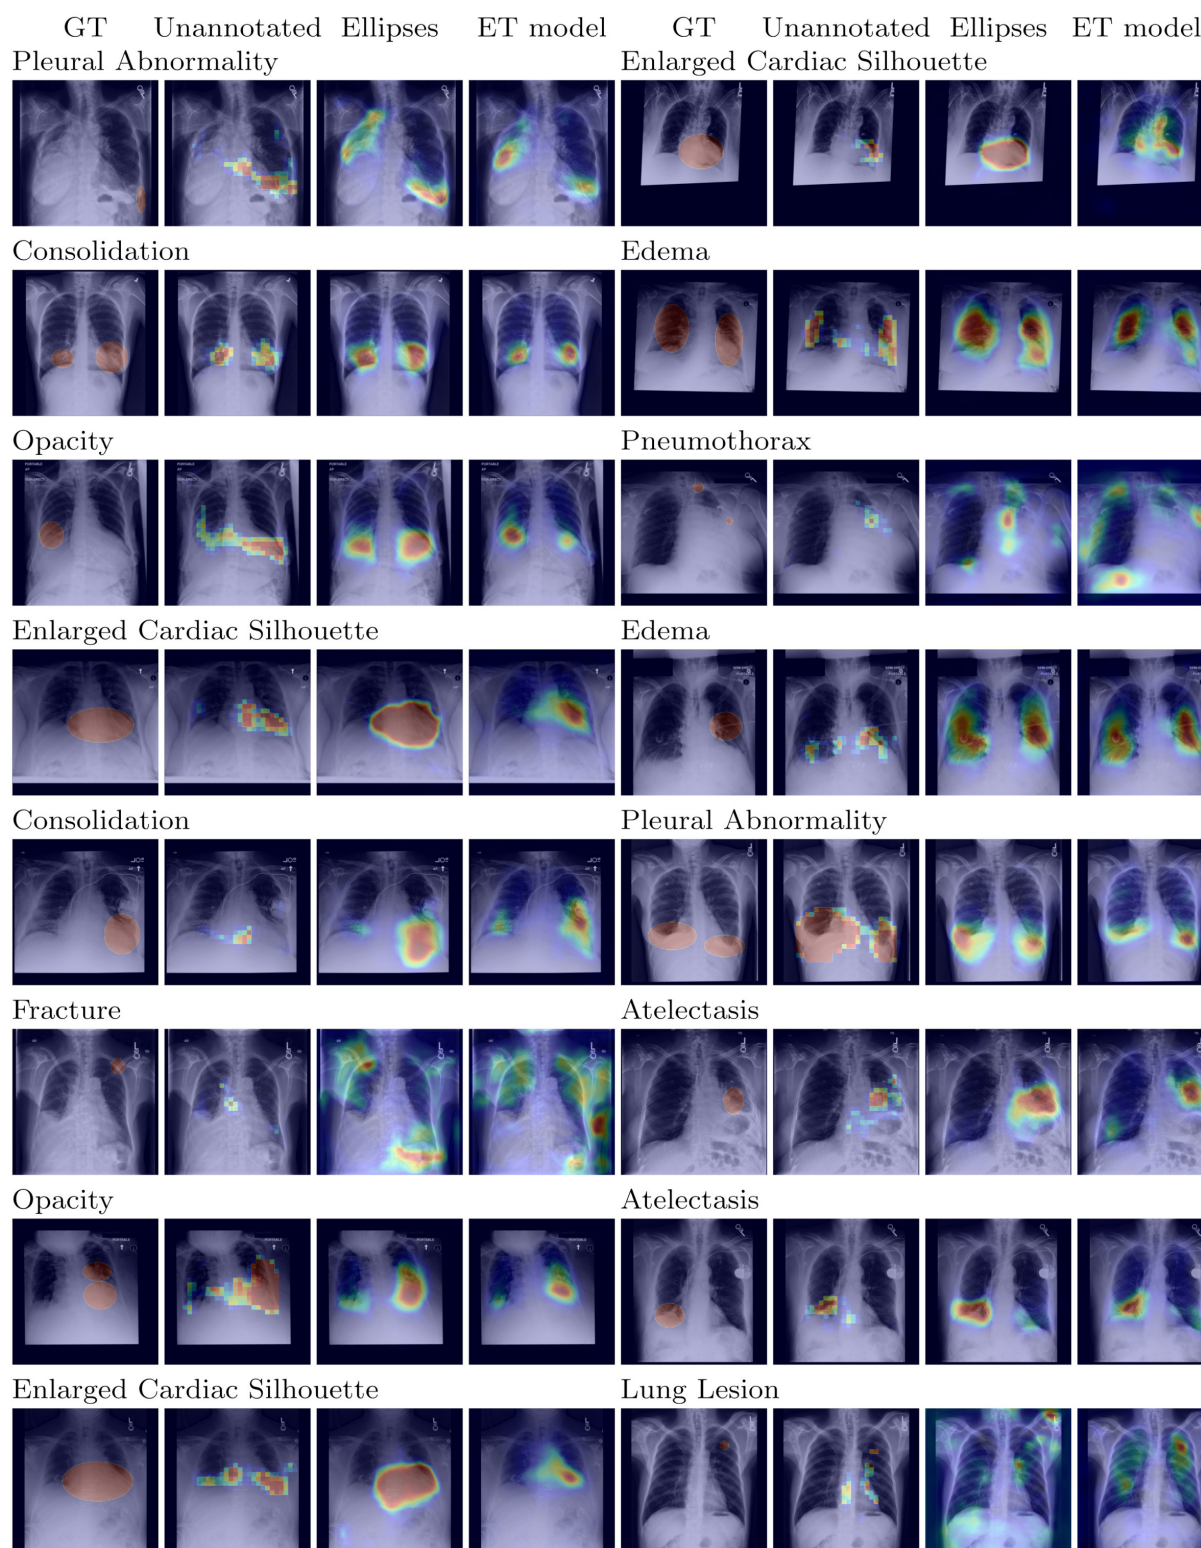 GT Unannotated Ellipses ET model GT Unannotated Ellipses ET model
Pleural Abnormality Enlarged Cardiac Silhouette
Consolidation Edema
Opacity Pneumothorax
Enlarged Cardiac Silhouette Edema
Consolidation Pleural Abnormality
Fracture Atelectasis
Opacity Atelectasis
Enlarged Cardiac Silhouette Lung Lesion